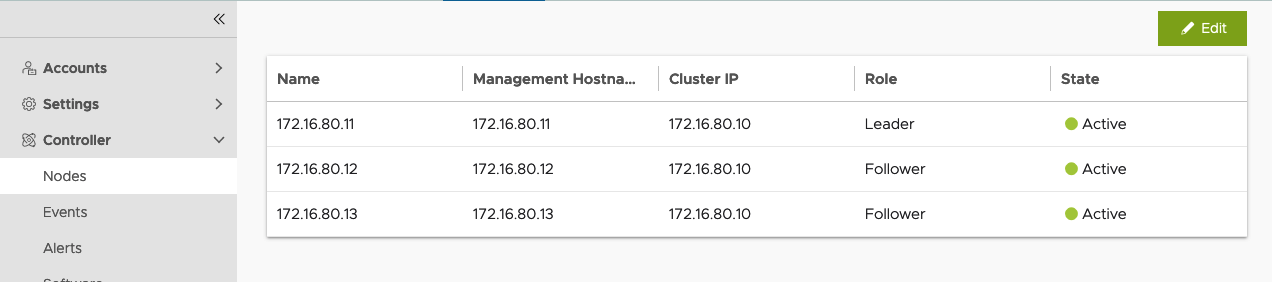 Edit
Accounts
Settings
Controller
Nodes
Events
Alerts
Software
Name Management Hostna... Cluster IP Role State
172.16.80.11 172.16.80.11 172.16.80.10 Leader Active
172.16.80.12 172.16.80.12 172.16.80.10 Follower Active
172.16.80.13 172.16.80.13 172.16.80.10 Follower Active